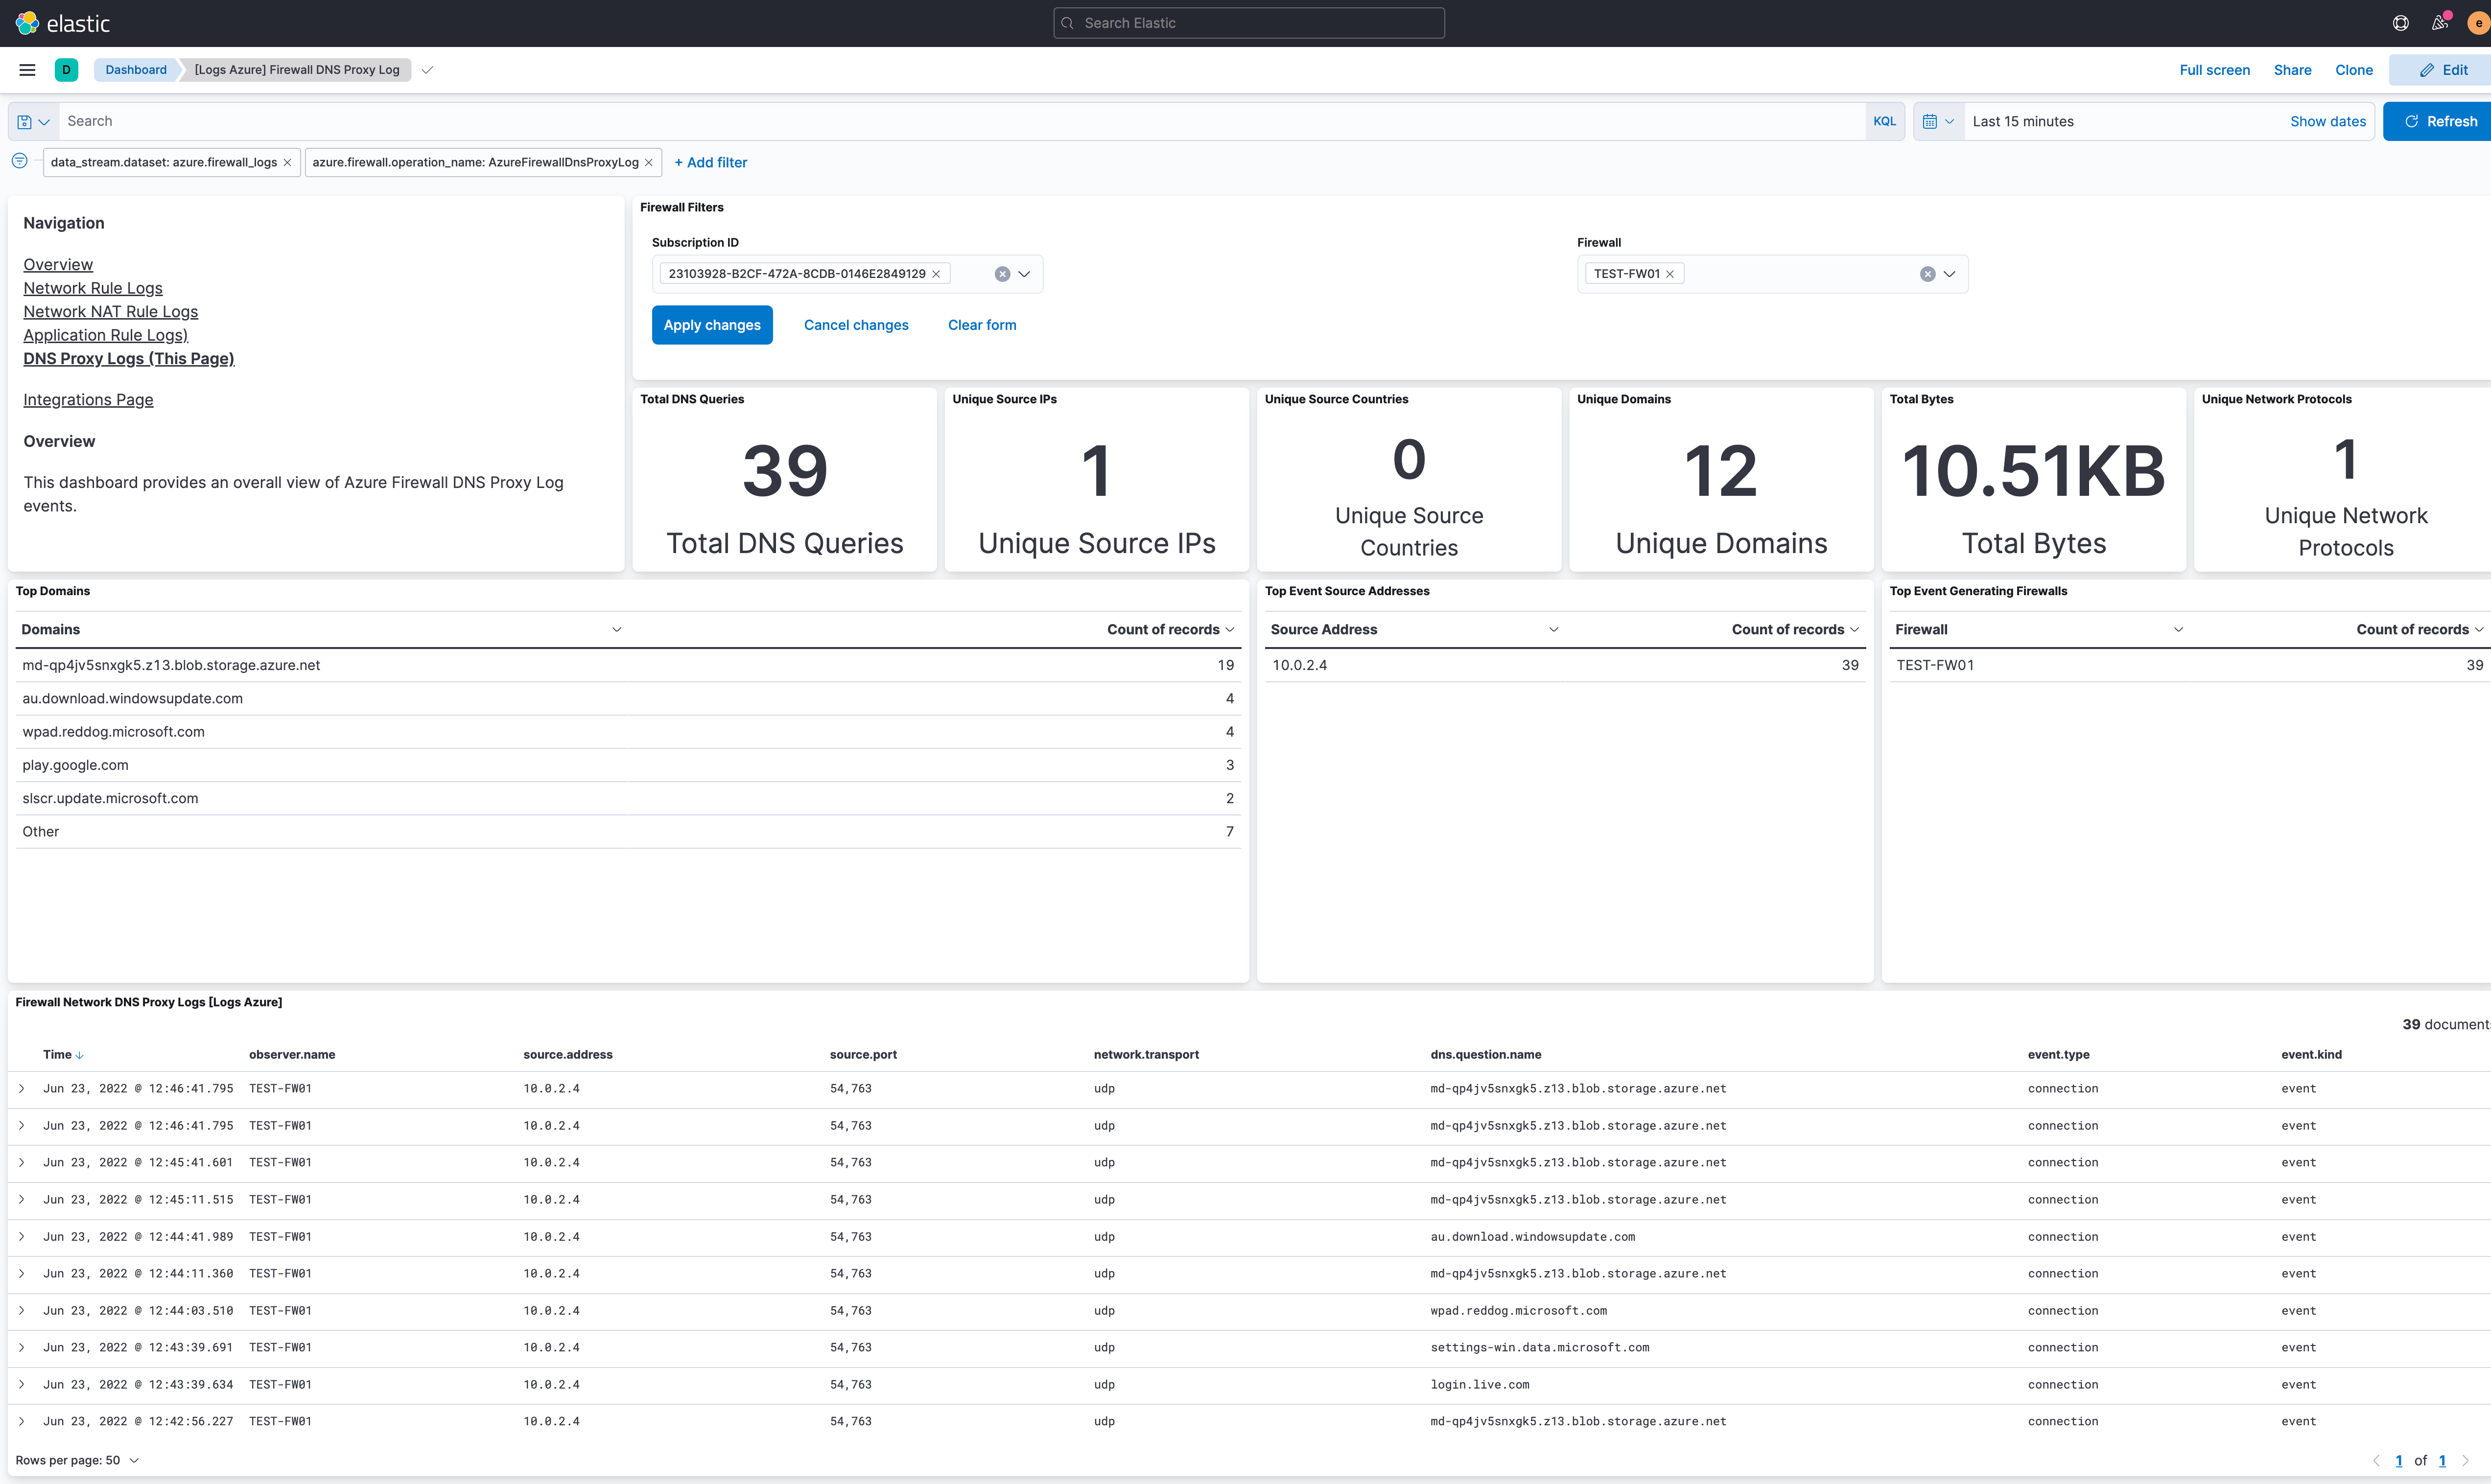 elastic
Search Elastic
e
D
Dashboard
[Logs Azure] Firewall DNS Proxy Log
Full screen
Share
Clone
Edit
Search
KQL
Last 15 minutes
Show dates
Refresh
data_stream.dataset: azure.firewall_logs
azure.firewall.operation_name: AzureFirewallDnsProxyLog
+ Add filter
Navigation
Overview
Network Rule Logs
Network NAT Rule Logs
Application Rule Logs)
DNS Proxy Logs (This Page)
Integrations Page
Overview
This dashboard provides an overall view of Azure Firewall DNS Proxy Log
events.
Firewall Filters
Subscription ID
23103928-B2CF-472A-8CDB-0146E2849129
Firewall
TEST-FW01
Apply changes
Cancel changes
Clear form
Total DNS Queries
39
Total DNS Queries
Unique Source IPs
1
Unique Source IPs
Unique Source Countries
0
Unique Source
Countries
Unique Domains
12
Unique Domains
Total Bytes
10.51KB
Total Bytes
Unique Network Protocols
1
Unique Network
Protocols
Top Domains
Domains Count of records
md-qp4jv5snxgk5.z13.blob.storage.azure.net 19
au.download.windowsupdate.com 4
wpad.reddog.microsoft.com 4
play.google.com 3
slscr.update.microsoft.com 2
Other 7
Top Event Source Addresses
Source Address Count of records
10.0.2.4 39
Top Event Generating Firewalls
Firewall Count of records
TEST-FW01 39
Firewall Network DNS Proxy Logs [Logs Azure]
39 documents
Time observer.name source.address source.port network.transport dns.question.name event.type event.kind
Jun 23, 2022 @ 12:46:41.795 TEST-FW01 10.0.2.4 54,763 udp md-qp4jv5snxgk5.z13.blob.storage.azure.net connection event
Jun 23, 2022 @ 12:46:41.795 TEST-FW01 10.0.2.4 54,763 udp md-qp4jv5snxgk5.z13.blob.storage.azure.net connection event
Jun 23, 2022 @ 12:45:41.601 TEST-FW01 10.0.2.4 54,763 udp md-qp4jv5snxgk5.z13.blob.storage.azure.net connection event
Jun 23, 2022 @ 12:45:11.515 TEST-FW01 10.0.2.4 54,763 udp md-qp4jv5snxgk5.z13.blob.storage.azure.net connection event
Jun 23, 2022 @ 12:44:41.989 TEST-FW01 10.0.2.4 54,763 udp au.download.windowsupdate.com connection event
Jun 23, 2022 @ 12:44:11.360 TEST-FW01 10.0.2.4 54,763 udp md-qp4jv5snxgk5.z13.blob.storage.azure.net connection event
Jun 23, 2022 @ 12:44:03.510 TEST-FW01 10.0.2.4 54,763 udp wpad.reddog.microsoft.com connection event
Jun 23, 2022 @ 12:43:39.691 TEST-FW01 10.0.2.4 54,763 udp settings-win.data.microsoft.com connection event
Jun 23, 2022 @ 12:43:39.634 TEST-FW01 10.0.2.4 54,763 udp login.live.com connection event
Jun 23, 2022 @ 12:42:56.227 TEST-FW01 10.0.2.4 54,763 udp md-qp4jv5snxgk5.z13.blob.storage.azure.net connection event
Rows per page: 50
1 of 1